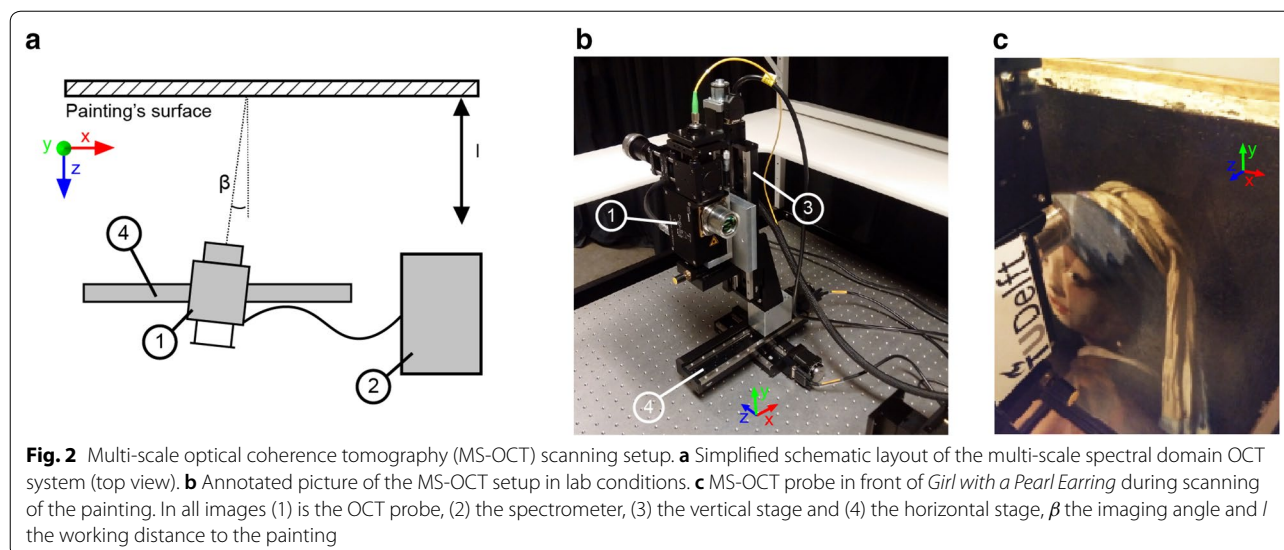 a
Painting's surface
y
x
z
β
l
4
1
2
b
1
3
4
y
z
x
c
y
z
x
TUDelft
Fig. 2 Multi-scale optical coherence tomography (MS-OCT) scanning setup. a Simplified schematic layout of the multi-scale spectral domain OCT
system (top view). b Annotated picture of the MS-OCT setup in lab conditions. c MS-OCT probe in front of Girl with a Pearl Earring during scanning
of the painting. In all images (1) is the OCT probe, (2) the spectrometer, (3) the vertical stage and (4) the horizontal stage, β the imaging angle and l
the working distance to the painting